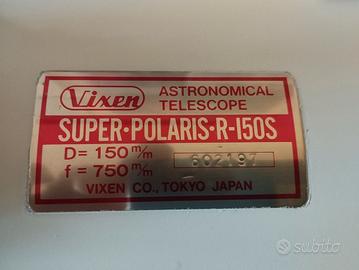 Vixen
ASTRONOMICAL
TELESCOPE
SUPER·POLARIS·R-150S
D= 150 m/m
f = 750 m/m
602197
VIXEN CO., TOKYO JAPAN
subito